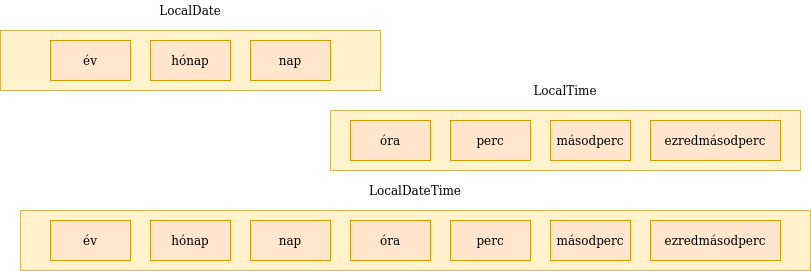 LocalDate
év hónap nap
LocalTime
óra perc másodperc ezredmásodperc
LocalDateTime
év hónap nap óra perc másodperc ezredmásodperc